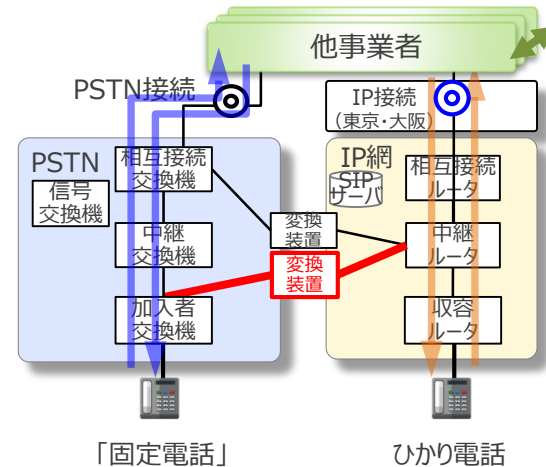 他事業者
PSTN接続
IP接続
（東京・大阪）
PSTN
相互接続
交換機
信号
交換機
中継
交換機
加入者
交換機
変換
装置
変換
装置
IP網
SIP
サーバ
相互接続
ルータ
中継
ルータ
収容
ルータ
「固定電話」
ひかり電話